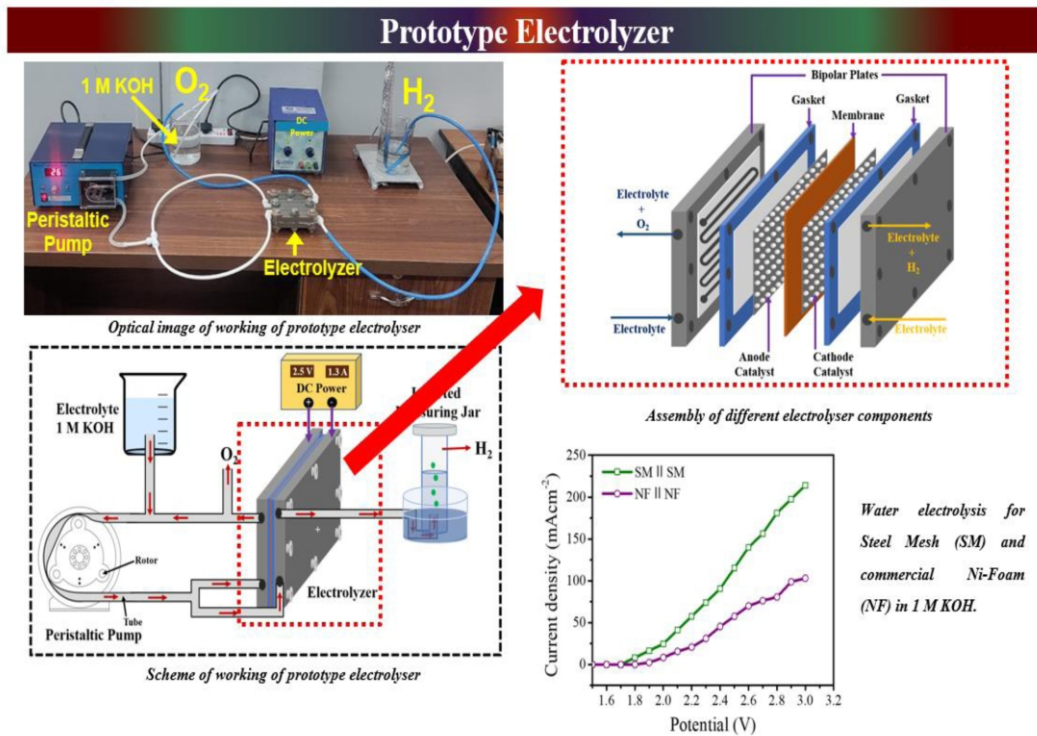 Prototype Electrolyzer
1 M KOH
O2
H2
DC
Power
26
Peristaltic
Pump
Electrolyzer
Optical image of working of prototype electrolyser
Bipolar Plates
Gasket
Gasket
Membrane
Electrolyte
+
O2
Electrolyte
+
H2
Electrolyte
Electrolyte
Anode
Catalyst
Cathode
Catalyst
Assembly of different electrolyser components
2.5 V
1.3 A
DC Power
+
-
Electrolyte
1 M KOH
O2
suring Jar
H2
Rotor
Tube
Peristaltic Pump
+
Electrolyzer
Scheme of working of prototype electrolyser
250
200
150
100
50
0
Current density (mAcm-2)
SM || SM
NF || NF
1.6 1.8 2.0 2.2 2.4 2.6 2.8 3.0 3.2
Potential (V)
Water electrolysis for
Steel Mesh (SM) and
commercial Ni-Foam
(NF) in 1 M KOH.